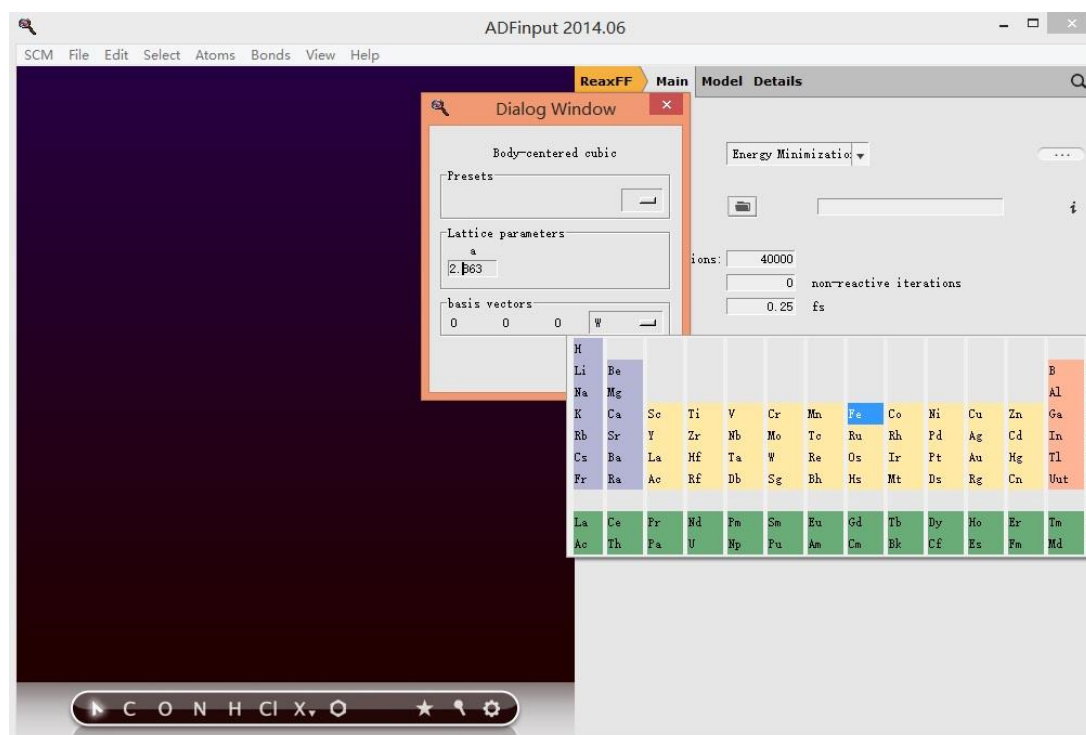 ADFinput 2014.06
SCM File Edit Select Atoms Bonds View Help
ReaxFF Main Model Details
Dialog Window
Body-centered cubic
Presets
Lattice parameters
a
2.863
basis vectors
0 0 0 W
Energy Minimizatio
...
i
ions: 40000
0 non-reactive iterations
0.25 fs
H
Li Be B
Na Mg Al
K Ca Sc Ti V Cr Mn Fe Co Ni Cu Zn Ga
Rb Sr Y Zr Nb Mo Tc Ru Rh Pd Ag Cd In
Cs Ba La Hf Ta W Re Os Ir Pt Au Hg Tl
Fr Ra Ac Rf Db Sg Bh Hs Mt Ds Rg Cn Uut
La Ce Pr Nd Pm Sm Eu Gd Tb Dy Ho Er Tm
Ac Th Pa U Np Pu Am Cm Bk Cf Es Fm Md
C O N H Cl X